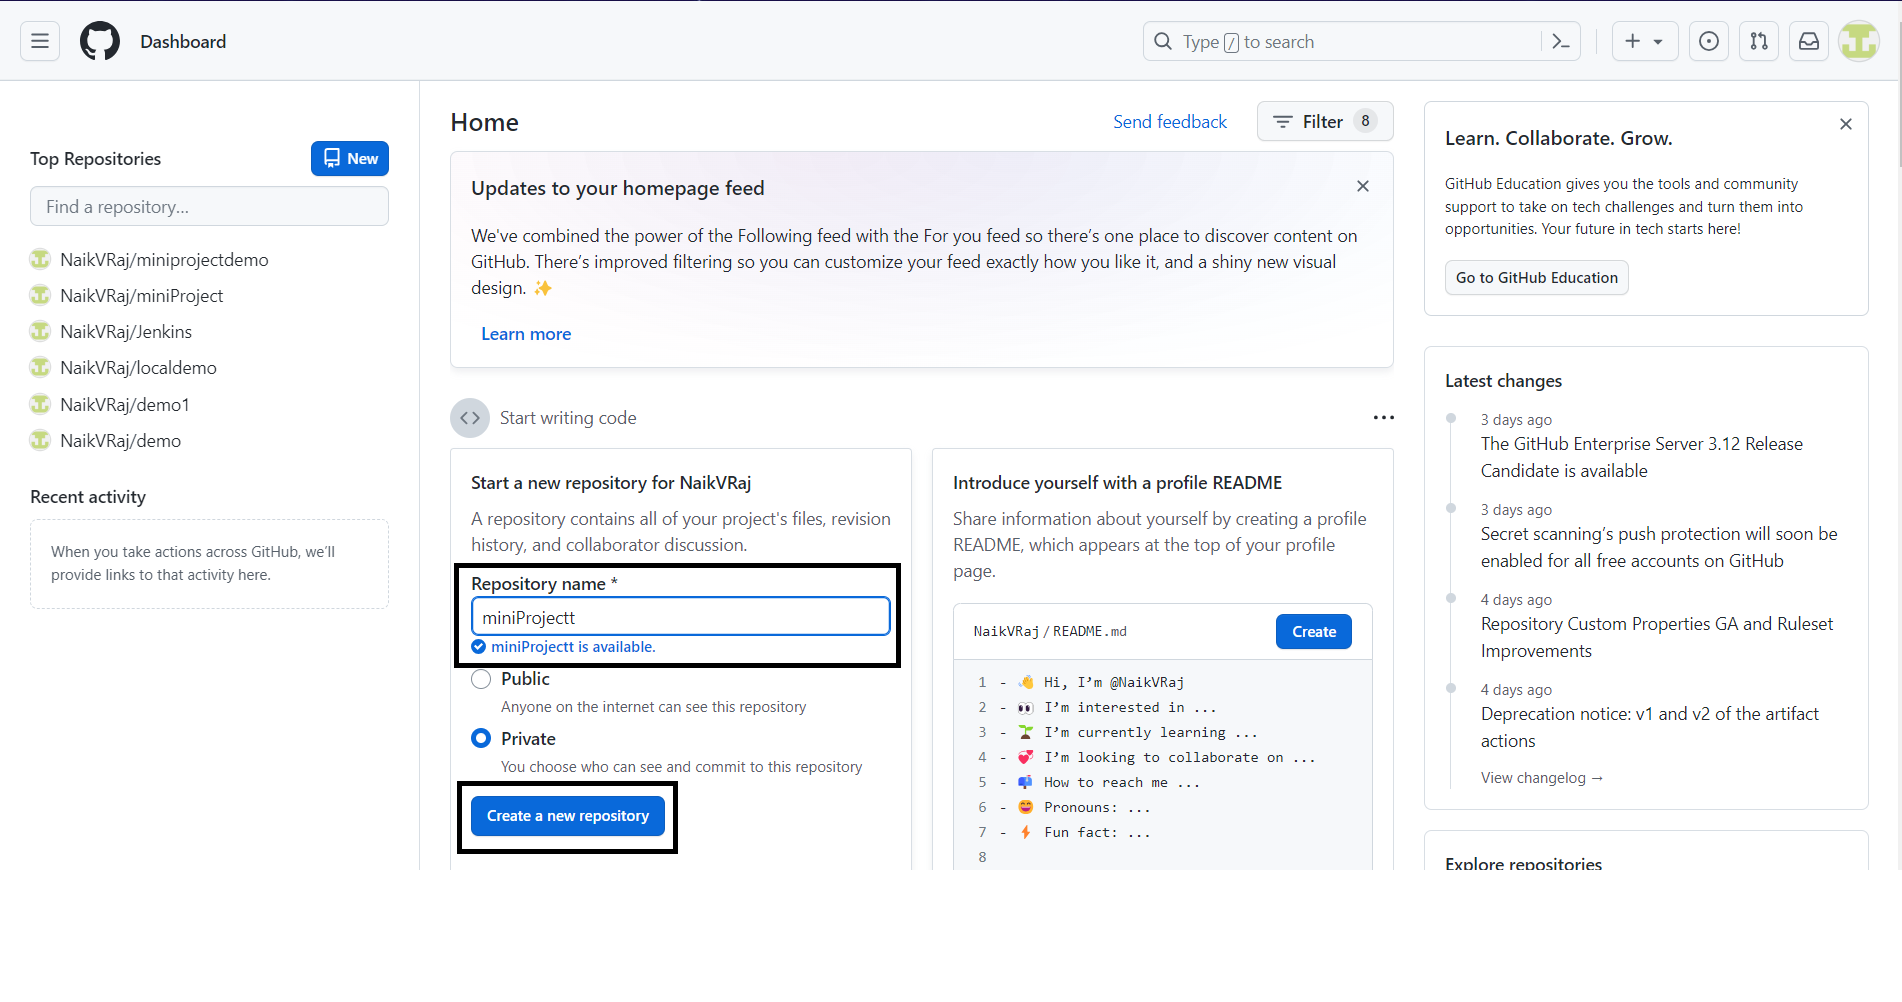 Dashboard
Type / to search
Top Repositories
New
Find a repository...
NaikVRaj/miniprojectdemo
NaikVRaj/miniProject
NaikVRaj/Jenkins
NaikVRaj/localdemo
NaikVRaj/demo1
NaikVRaj/demo
Recent activity
When you take actions across GitHub, we'll
provide links to that activity here.
Home
Send feedback
Filter 8
Updates to your homepage feed
We've combined the power of the Following feed with the For you feed so there's one place to discover content on
GitHub. There's improved filtering so you can customize your feed exactly how you like it, and a shiny new visual
design. ✨
Learn more
Start writing code
Start a new repository for NaikVRaj
A repository contains all of your project's files, revision
history, and collaborator discussion.
Repository name *
miniProjectt
miniProjectt is available.
Public
Anyone on the internet can see this repository
Private
You choose who can see and commit to this repository
Create a new repository
Introduce yourself with a profile README
Share information about yourself by creating a profile
README, which appears at the top of your profile
page.
NaikVRaj / README.md
Create
1 - 👋 Hi, I'm @NaikVRaj
2 - 👀 I'm interested in ...
3 - 🌱 I'm currently learning ...
4 - 💞️ I'm looking to collaborate on ...
5 - 📫 How to reach me ...
6 - 😄 Pronouns: ...
7 - ⚡ Fun fact: ...
8
Learn. Collaborate. Grow.
GitHub Education gives you the tools and community
support to take on tech challenges and turn them into
opportunities. Your future in tech starts here!
Go to GitHub Education
Latest changes
3 days ago
The GitHub Enterprise Server 3.12 Release
Candidate is available
3 days ago
Secret scanning's push protection will soon be
enabled for all free accounts on GitHub
4 days ago
Repository Custom Properties GA and Ruleset
Improvements
4 days ago
Deprecation notice: v1 and v2 of the artifact
actions
View changelog →
Explore repositories